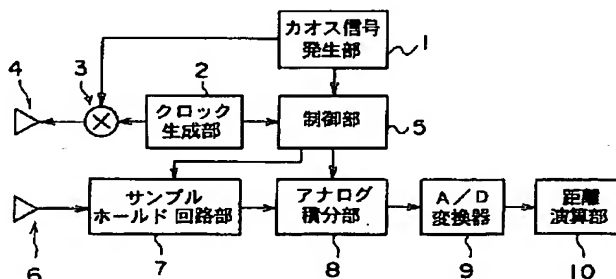 カオス信号
発生部
1
4
3
2
クロック
生成部
制御部
5
サンプル
ホールド回路部
アナログ
積分部
A／D
変換器
距離
演算部
6
7
8
9
10